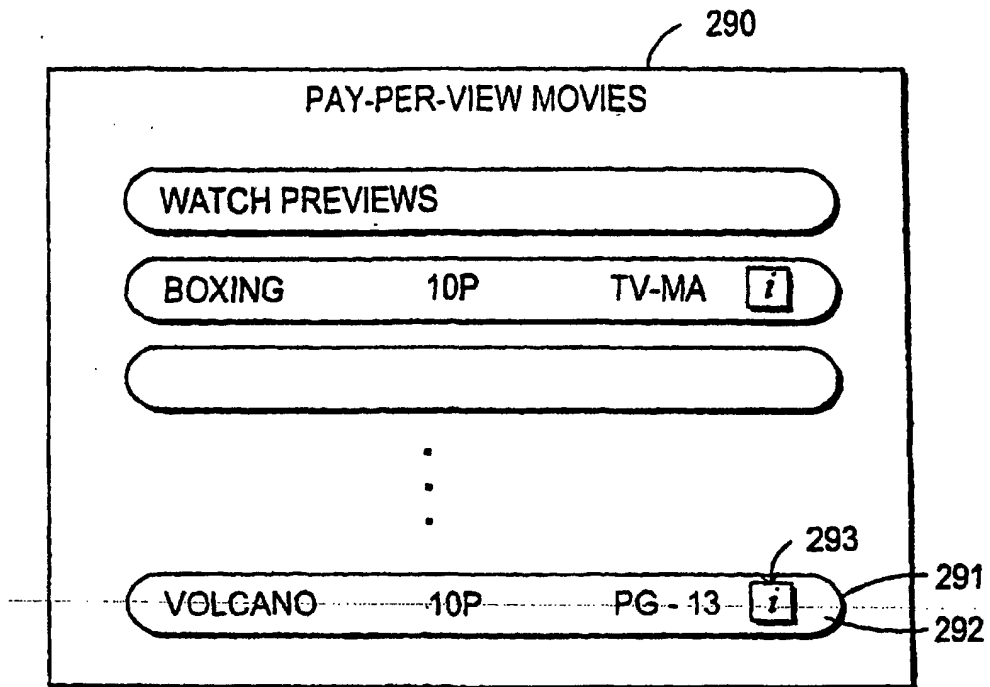 290
PAY-PER-VIEW MOVIES
WATCH PREVIEWS
BOXING 10P TV-MA i
293
VOLCANO 10P PG - 13 i
291
292